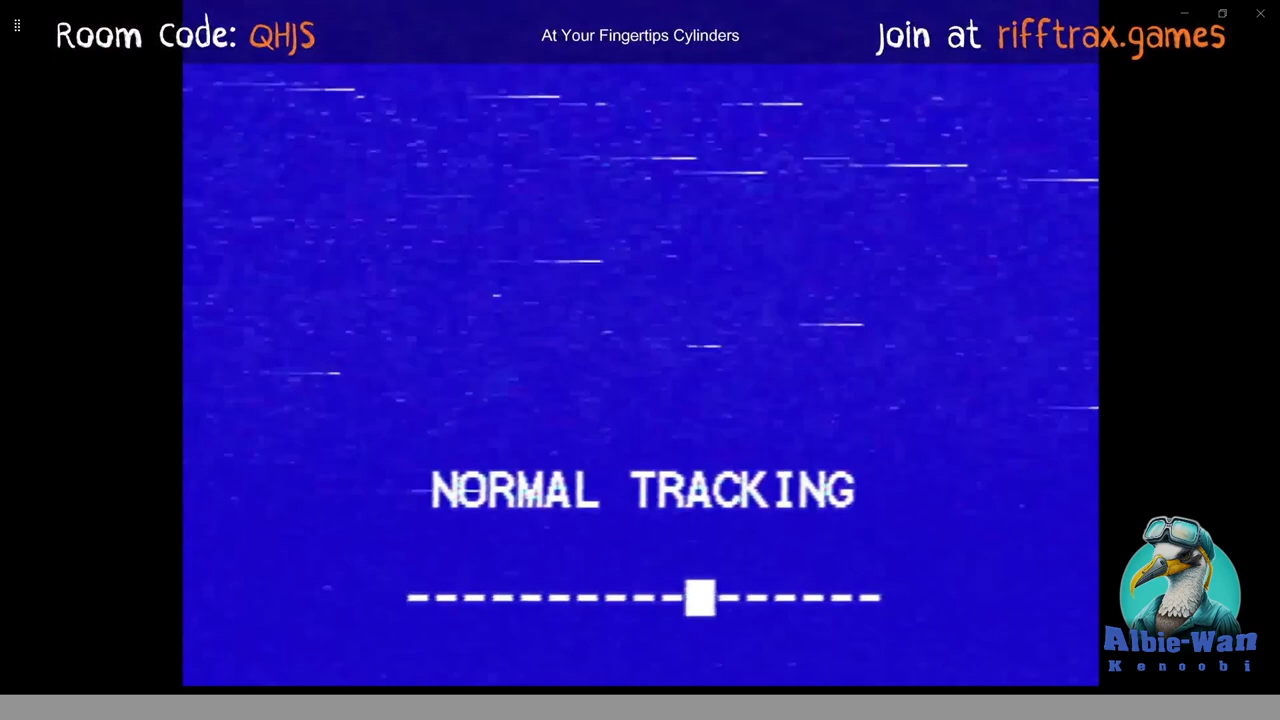 Room Code: QHJS
At Your Fingertips Cylinders
Join at rifftrax.games
NORMAL TRACKING
Albie-Wan
Kenoobi